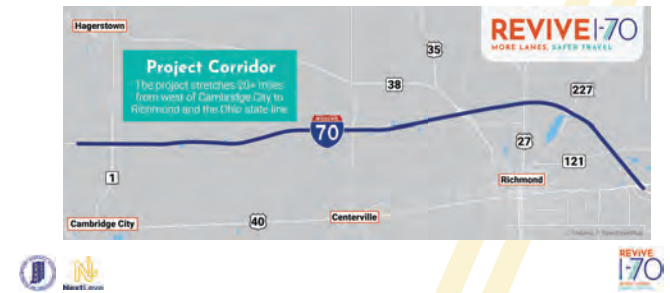 Hagerstown
REVIVE I-70
MORE LANES, SAFER TRAVEL
35
Project Corridor
The project stretches 20+ miles
from west of Cambridge City to
Richmond and the Ohio state line
38
227
70
27
121
1
Richmond
Cambridge City
40
Centerville
NextLevel
REVIVE
I-70